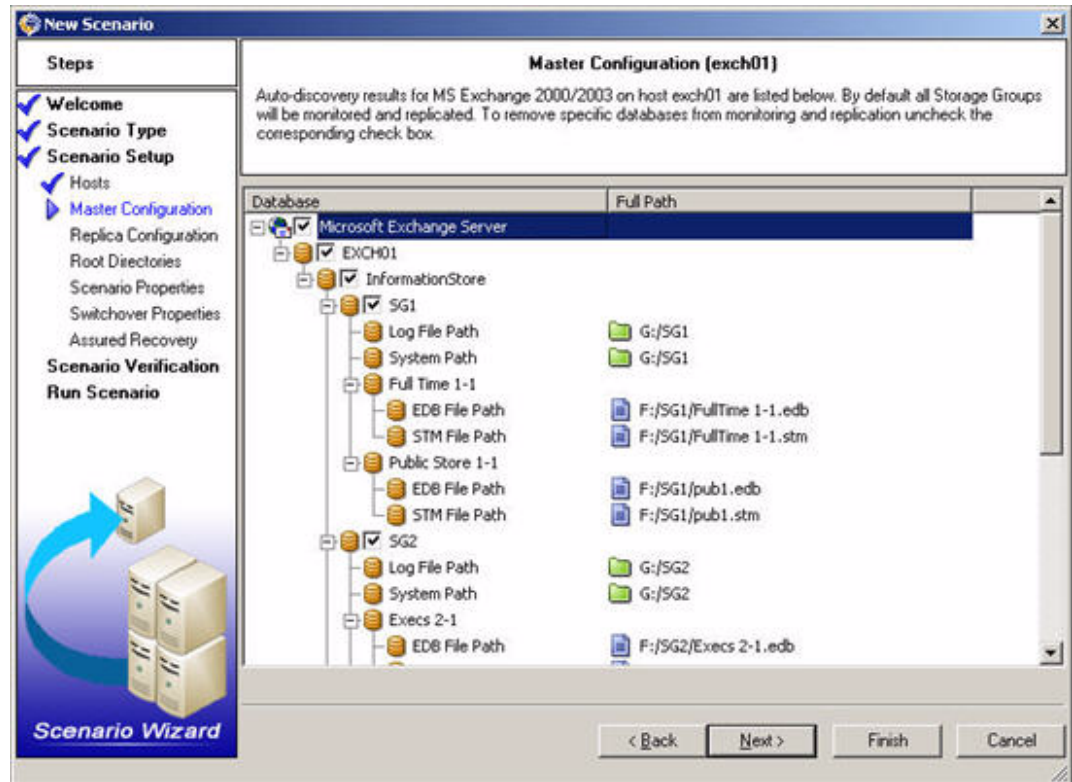 New Scenario
Steps
Welcome
Scenario Type
Scenario Setup
Hosts
Master Configuration
Replica Configuration
Root Directories
Scenario Properties
Switchover Properties
Assured Recovery
Scenario Verification
Run Scenario
Scenario Wizard
Master Configuration (exch01)
Auto-discovery results for MS Exchange 2000/2003 on host exch01 are listed below. By default all Storage Groups
will be monitored and replicated. To remove specific databases from monitoring and replication uncheck the
corresponding check box.
Database Full Path
Microsoft Exchange Server
EXCH01
InformationStore
SG1
Log File Path G:/SG1
System Path G:/SG1
Full Time 1-1
EDB File Path F:/SG1/FullTime 1-1.edb
STM File Path F:/SG1/FullTime 1-1.stm
Public Store 1-1
EDB File Path F:/SG1/pub1.edb
STM File Path F:/SG1/pub1.stm
SG2
Log File Path G:/SG2
System Path G:/SG2
Execs 2-1
EDB File Path F:/SG2/Execs 2-1.edb
< Back Next > Finish Cancel